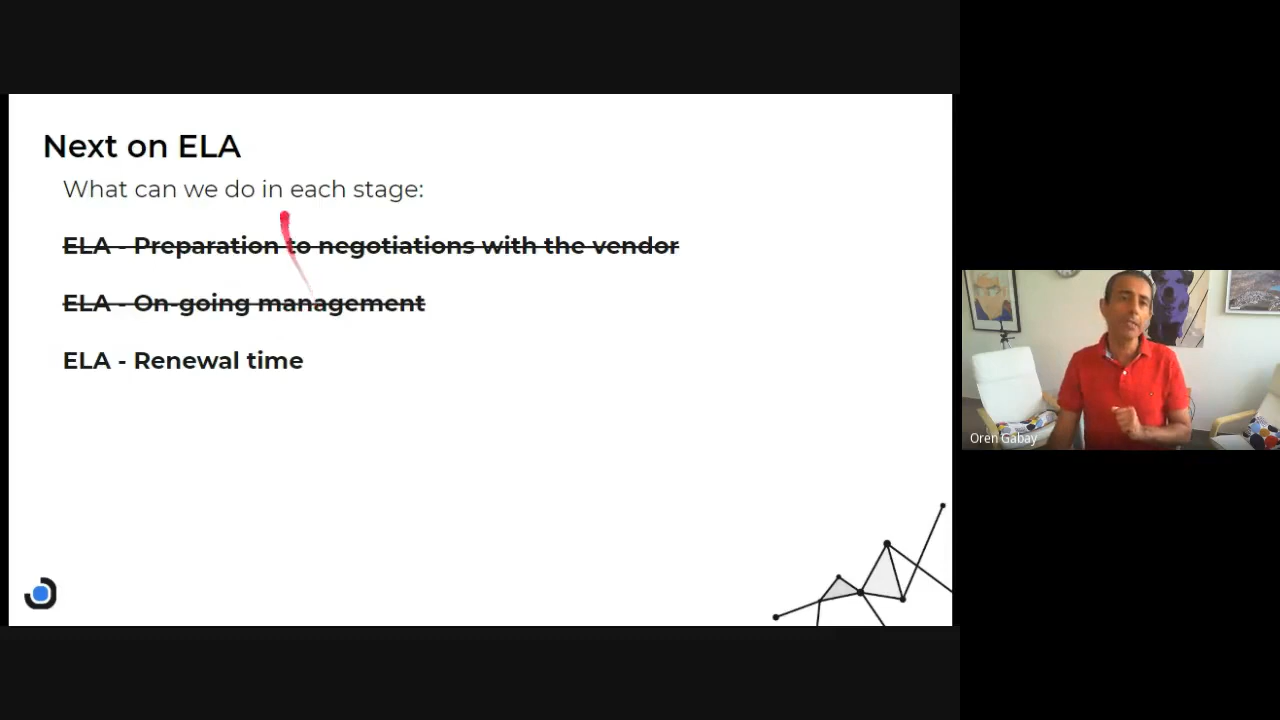 Next on ELA
What can we do in each stage:
ELA - Preparation to negotiations with the vendor
ELA - On-going management
ELA - Renewal time
Oren Gabay